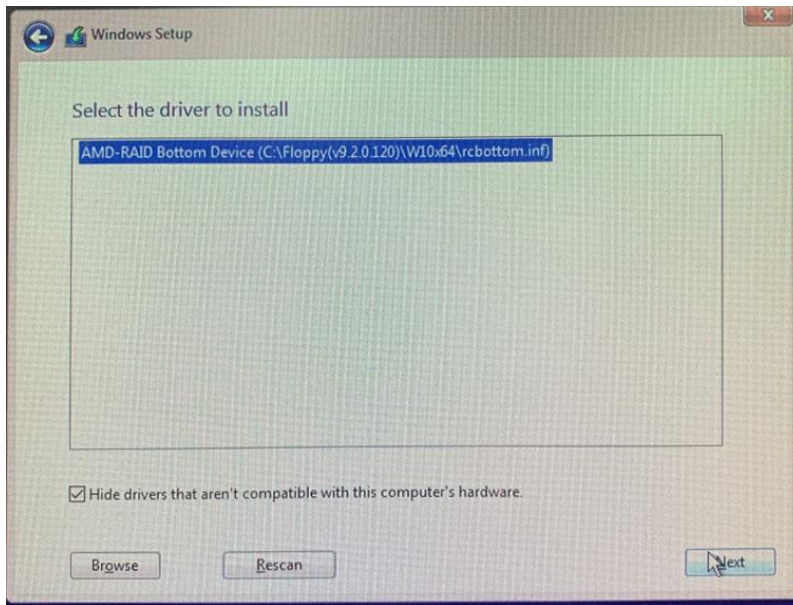 Windows Setup
Select the driver to install
AMD-RAID Bottom Device (C:\Floppy(v9.2.0.120)\W10x64\rcbottom.inf)
Hide drivers that aren't compatible with this computer's hardware.
Browse
Rescan
Next